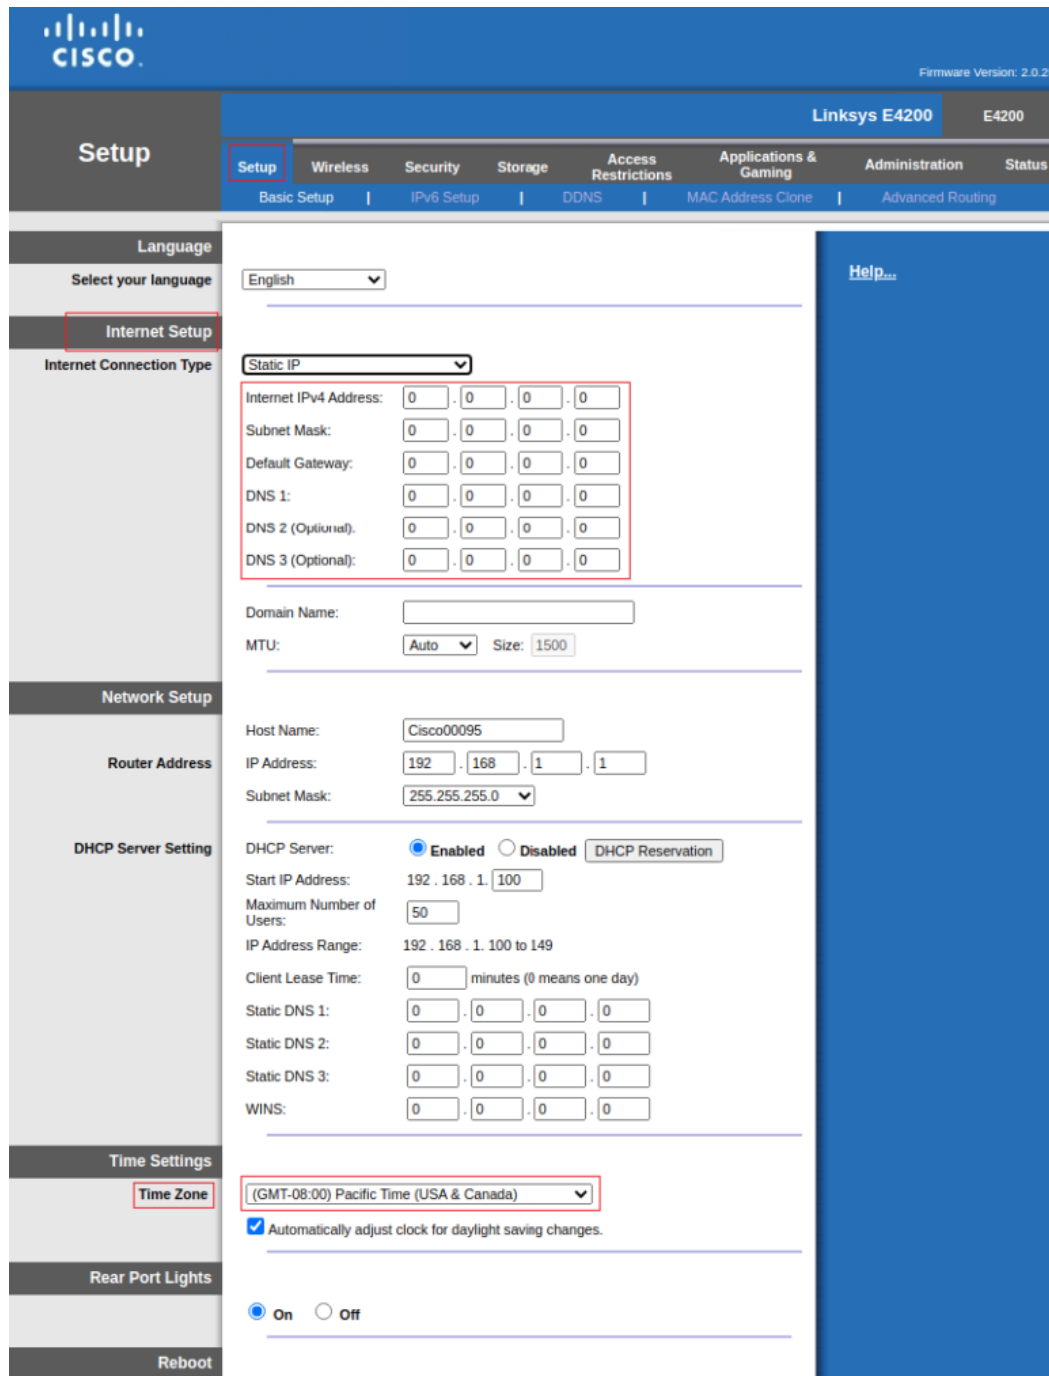 CISCO.
Firmware Version: 2.0.2
Linksys E4200 E4200
Setup
Setup Wireless Security Storage Access Restrictions Applications & Gaming Administration Status
Basic Setup | IPv6 Setup | DDNS | MAC Address Clone | Advanced Routing
Language
Select your language English
Help...
Internet Setup
Internet Connection Type Static IP
Internet IPv4 Address: 0 . 0 . 0 . 0
Subnet Mask: 0 . 0 . 0 . 0
Default Gateway: 0 . 0 . 0 . 0
DNS 1: 0 . 0 . 0 . 0
DNS 2 (Optional): 0 . 0 . 0 . 0
DNS 3 (Optional): 0 . 0 . 0 . 0
Domain Name:
MTU: Auto Size: 1500
Network Setup
Host Name: Cisco00095
Router Address IP Address: 192 . 168 . 1 . 1
Subnet Mask: 255.255.255.0
DHCP Server Setting DHCP Server: Enabled Disabled DHCP Reservation
Start IP Address: 192 . 168 . 1. 100
Maximum Number of
Users: 50
IP Address Range: 192 . 168 . 1. 100 to 149
Client Lease Time: 0 minutes (0 means one day)
Static DNS 1: 0 . 0 . 0 . 0
Static DNS 2: 0 . 0 . 0 . 0
Static DNS 3: 0 . 0 . 0 . 0
WINS: 0 . 0 . 0 . 0
Time Settings
Time Zone (GMT-08:00) Pacific Time (USA & Canada)
Automatically adjust clock for daylight saving changes.
Rear Port Lights
On Off
Reboot